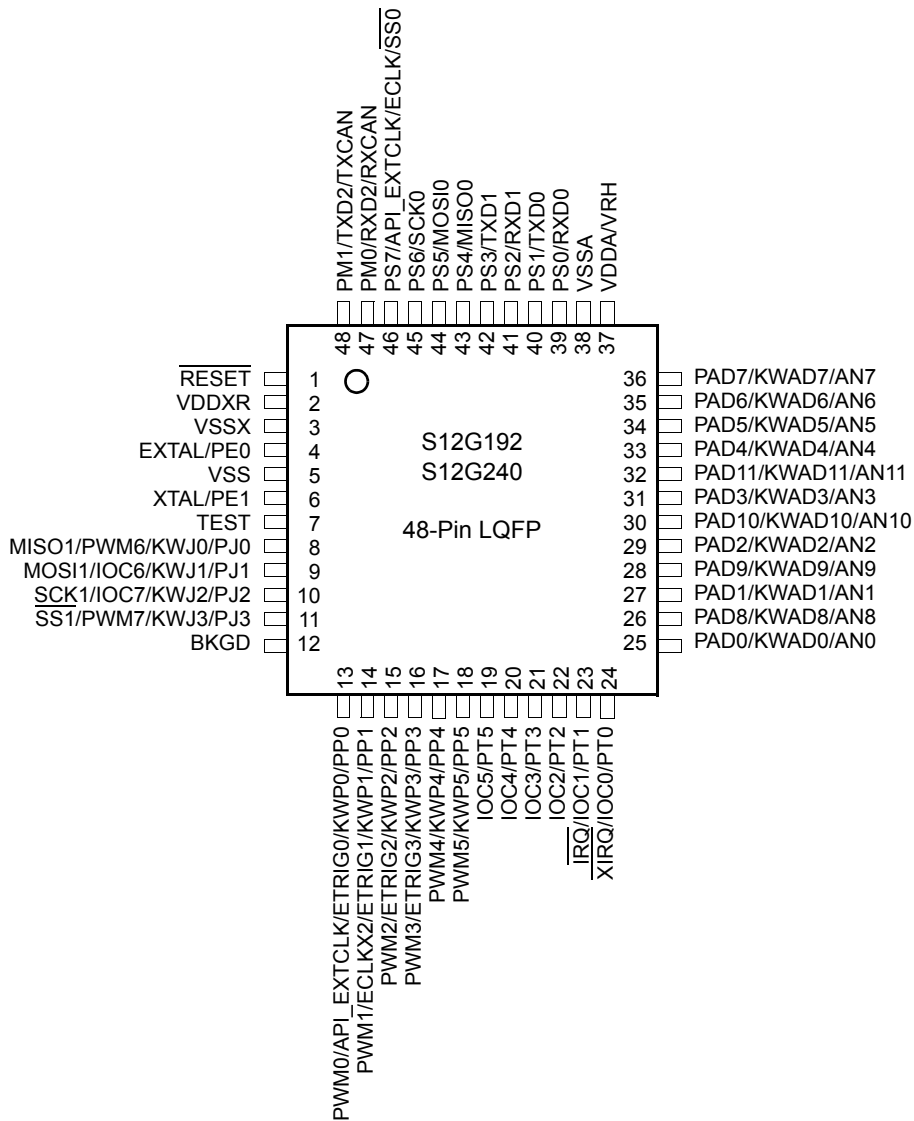 PM1/TXD2/TXCAN
PM0/RXD2/RXCAN
PS7/API_EXTCLK/ECLK/SS0
PS6/SCK0
PS5/MOSI0
PS4/MISO0
PS3/TXD1
PS2/RXD1
PS1/TXD0
PS0/RXD0
VSSA
VDDA/VRH
48
47
46
45
44
43
42
41
40
39
38
37
RESET 1
VDDXR 2
VSSX 3
EXTAL/PE0 4
VSS 5
XTAL/PE1 6
TEST 7
MISO1/PWM6/KWJ0/PJ0 8
MOSI1/IOC6/KWJ1/PJ1 9
SCK1/IOC7/KWJ2/PJ2 10
SS1/PWM7/KWJ3/PJ3 11
BKGD 12
S12G192
S12G240
48-Pin LQFP
36 PAD7/KWAD7/AN7
35 PAD6/KWAD6/AN6
34 PAD5/KWAD5/AN5
33 PAD4/KWAD4/AN4
32 PAD11/KWAD11/AN11
31 PAD3/KWAD3/AN3
30 PAD10/KWAD10/AN10
29 PAD2/KWAD2/AN2
28 PAD9/KWAD9/AN9
27 PAD1/KWAD1/AN1
26 PAD8/KWAD8/AN8
25 PAD0/KWAD0/AN0
13
14
15
16
17
18
19
20
21
22
23
24
PWM0/API_EXTCLK/ETRIG0/KWP0/PP0
PWM1/ECLKX2/ETRIG1/KWP1/PP1
PWM2/ETRIG2/KWP2/PP2
PWM3/ETRIG3/KWP3/PP3
PWM4/KWP4/PP4
PWM5/KWP5/PP5
IOC5/PT5
IOC4/PT4
IOC3/PT3
IOC2/PT2
IRQ/IOC1/PT1
XIRQ/IOC0/PT0